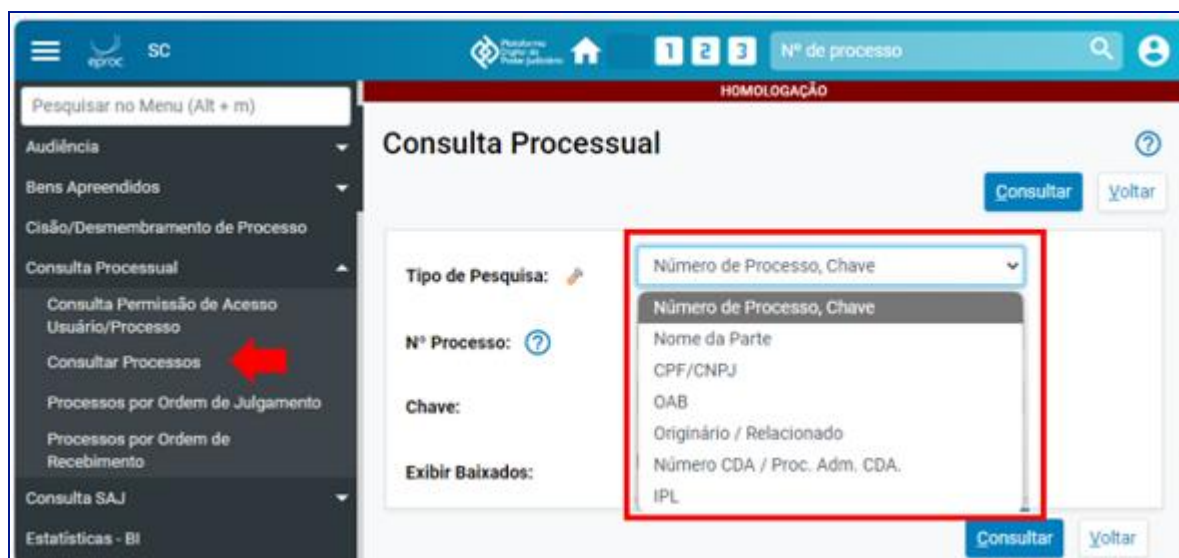 eproc SC 1 2 3 Nº de processo
Pesquisar no Menu (Alt + m)
HOMOLOGAÇÃO
Audiência
Bens Apreendidos
Cisão/Desmembramento de Processo
Consulta Processual
Consulta Permissão de Acesso
Usuário/Processo
Consultar Processos
Processos por Ordem de Julgamento
Processos por Ordem de
Recebimento
Consulta SAJ
Estatísticas - BI
Consulta Processual
Consultar Voltar
Tipo de Pesquisa: Número de Processo, Chave
Número de Processo, Chave
Nome da Parte
CPF/CNPJ
OAB
Originário / Relacionado
Número CDA / Proc. Adm. CDA.
IPL
Nº Processo:
Chave:
Exibir Baixados:
Consultar Voltar